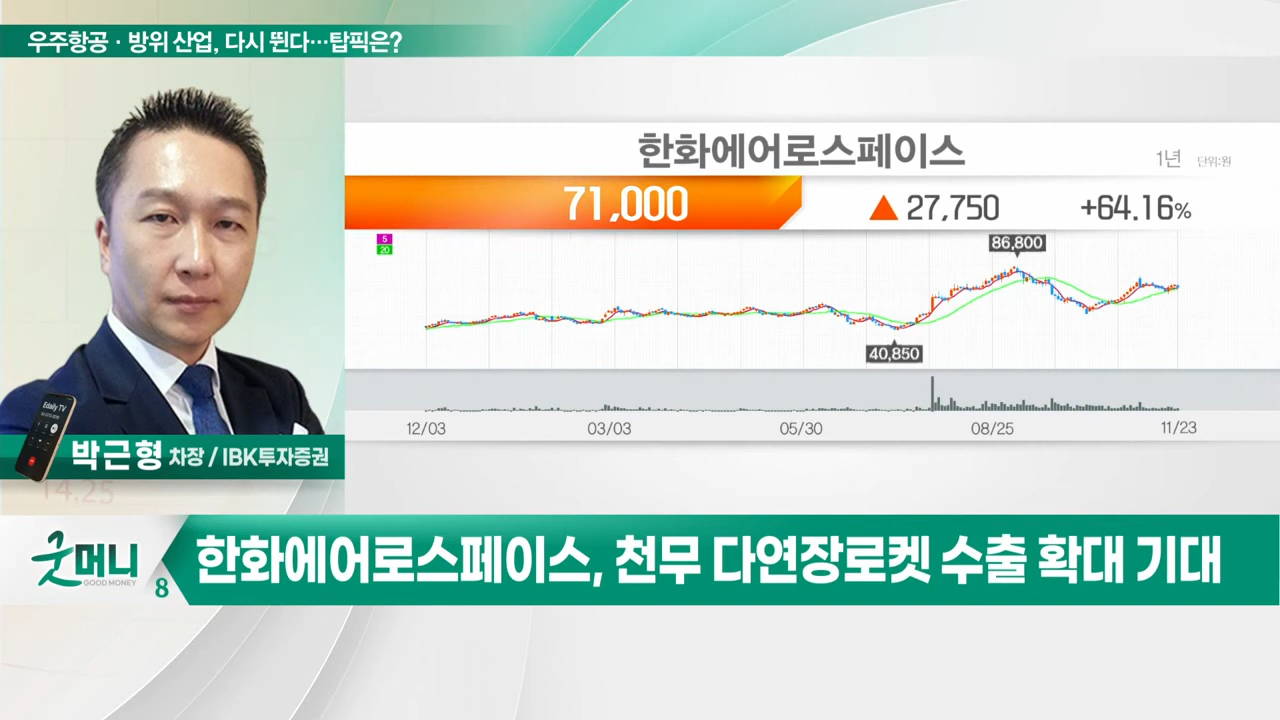 우주항공 · 방위 산업, 다시 뛴다…탑픽은?
한화에어로스페이스
1년 단위:원
71,000 ▲ 27,750 +64.16%
5
20
86,800
40,850
12/03 03/03 05/30 08/25 11/23
Edaily TV
박근형 차장 / IBK투자증권
14.25
굿머니
GOOD MONEY
8
한화에어로스페이스, 천무 다연장로켓 수출 확대 기대